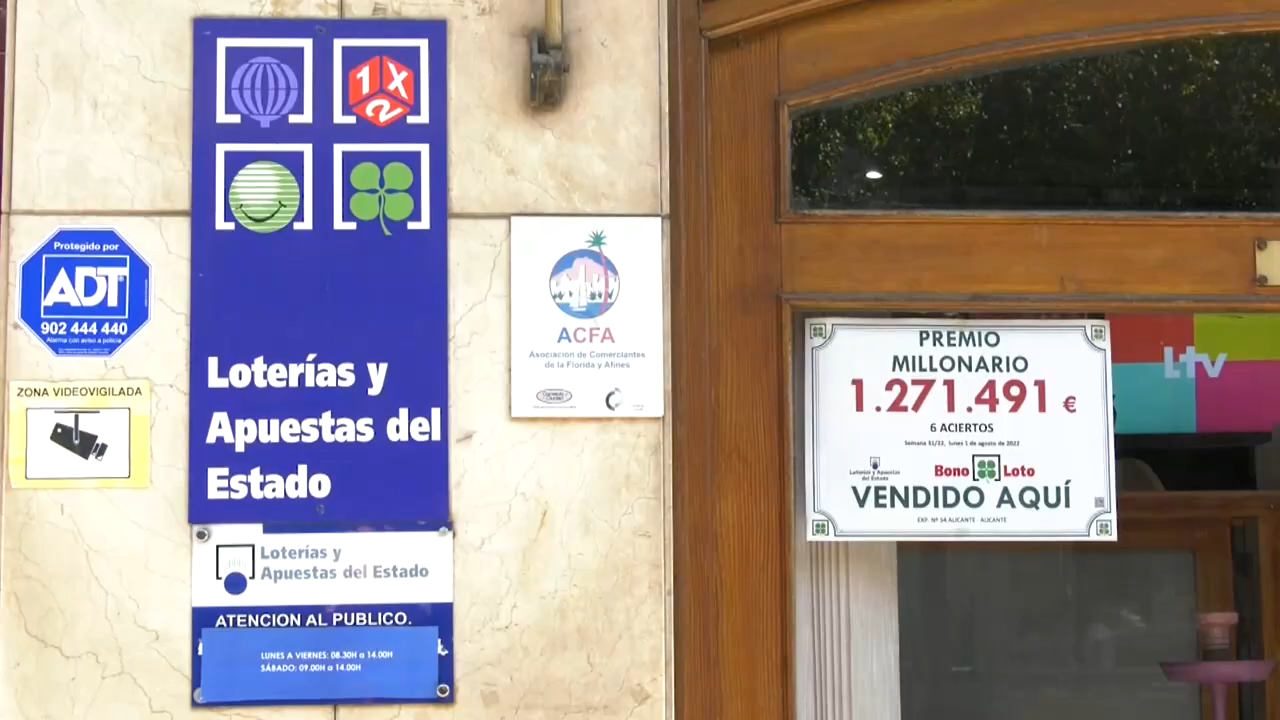 Protegido por
ADT
902 444 440
Alarma con aviso a policía
ZONA VIDEOVIGILADA
1 X 2
Loterías y
Apuestas del
Estado
Loterías y
Apuestas del Estado
ATENCION AL PUBLICO.
LUNES A VIERNES: 08.30H a 14.00H
SÁBADO: 09.00H a 14.00H
ACFA
Asociación de Comerciantes
de la Florida y Afines
PREMIO
MILLONARIO
1.271.491 €
6 ACIERTOS
Semana 31/22, lunes 1 de agosto de 2022
Loterías y Apuestas
del Estado
Bono Loto
VENDIDO AQUÍ
EXP. Nº 54 ALICANTE - ALICANTE
Ltv